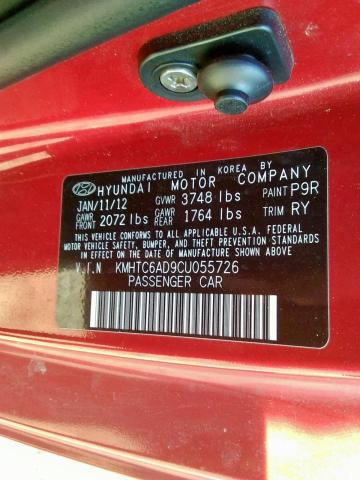 MANUFACTURED IN KOREA BY
HYUNDAI MOTOR COMPANY
JAN/11/12 GVWR 3748 lbs PAINT P9R
GAWR FRONT 2072 lbs GAWR REAR 1764 lbs TRIM RY
THIS VEHICLE CONFORMS TO ALL APPLICABLE U.S.A. FEDERAL
MOTOR VEHICLE SAFETY, BUMPER, AND THEFT PREVENTION
STANDARDS IN EFFECT ON THE DATE OF MANUFACTURE SHOWN ABOVE
V.I.N KMHTC6AD9CU055726
PASSENGER CAR